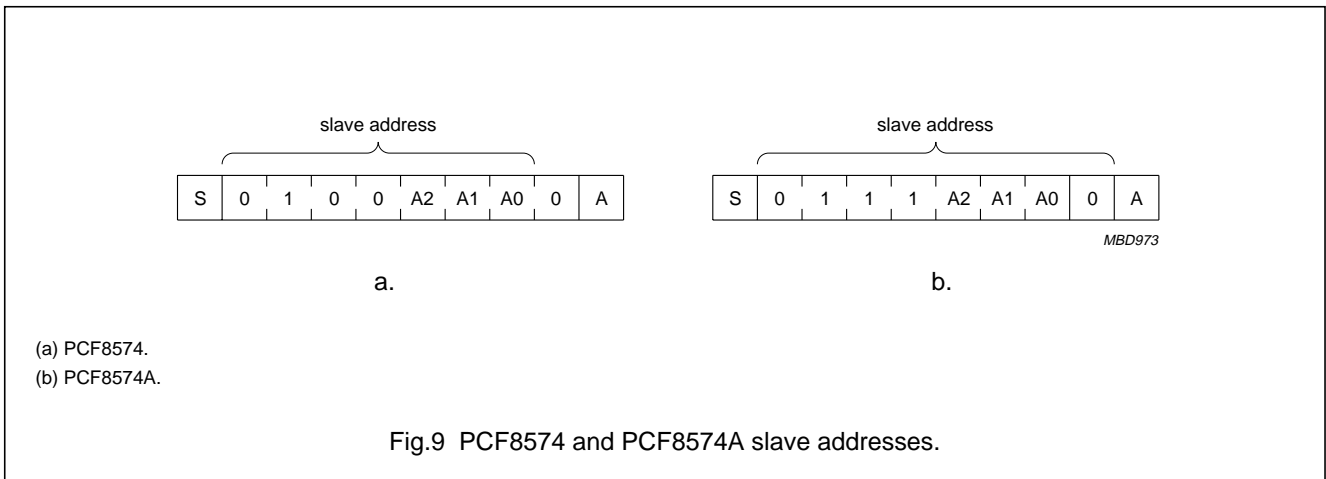 slave address
S 0 1 0 0 A2 A1 A0 0 A
a.
slave address
S 0 1 1 1 A2 A1 A0 0 A
MBD973
b.
(a) PCF8574.
(b) PCF8574A.
Fig.9 PCF8574 and PCF8574A slave addresses.